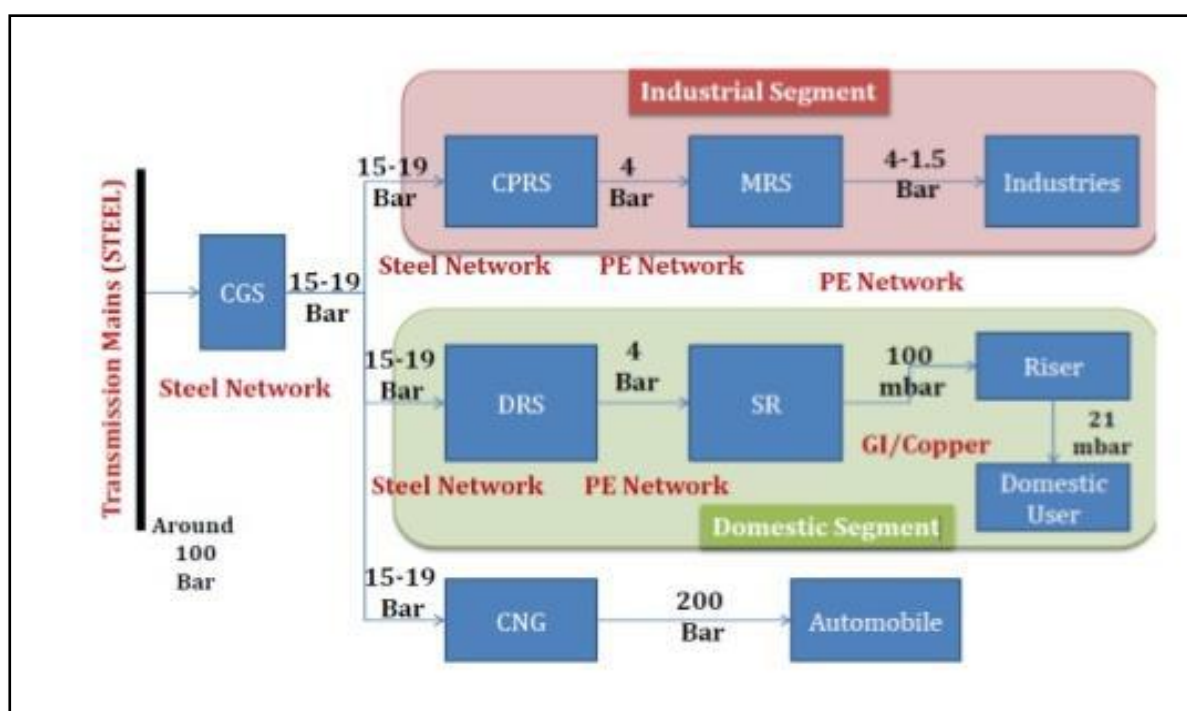 Industrial Segment
15-19
Bar
CPRS
4
Bar
MRS
4-1.5
Bar
Industries
Steel Network
PE Network
PE Network
Transmission Mains (STEEL)
CGS
15-19
Bar
Steel Network
Around
100
Bar
15-19
Bar
DRS
4
Bar
SR
100
mbar
Riser
21
mbar
GI/Copper
Domestic
User
Steel Network
PE Network
Domestic Segment
15-19
Bar
CNG
200
Bar
Automobile